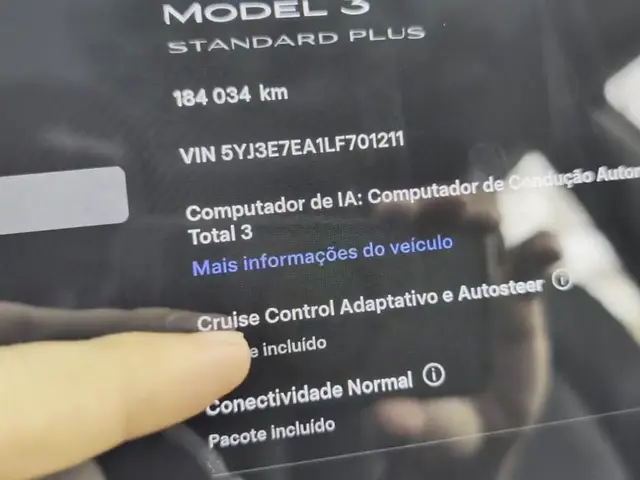 MODEL 3
STANDARD PLUS
184 034 km
VIN 5YJ3E7EA1LF701211
Computador de IA: Computador de Condução
Total 3
Mais informações do veículo
Cruise Control Adaptativo e Autosteer
incluído
Conectividade Normal
Pacote incluído